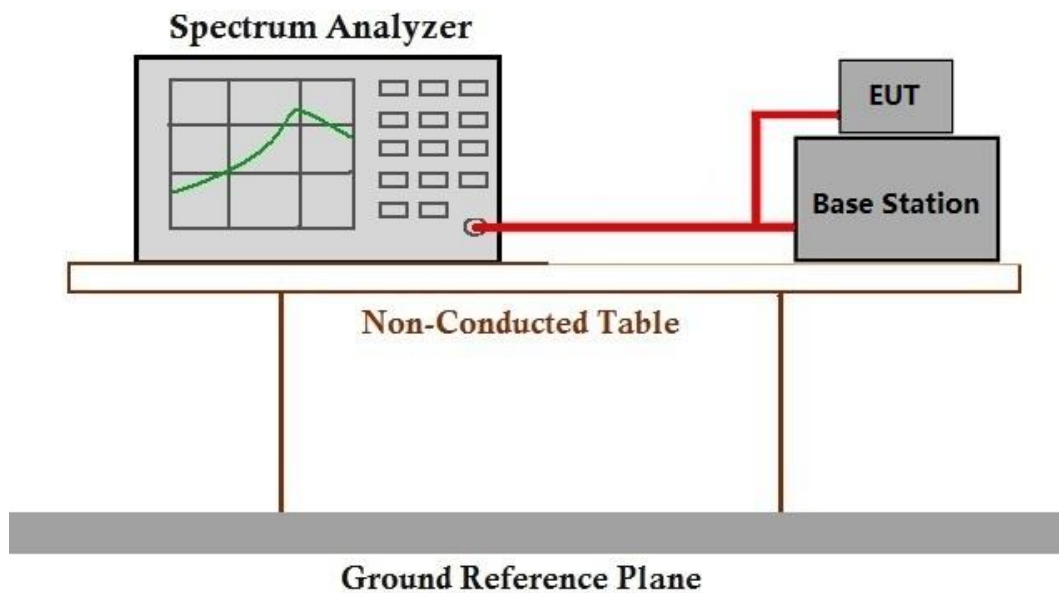 Spectrum Analyzer
EUT
Base Station
Non-Conducted Table
Ground Reference Plane